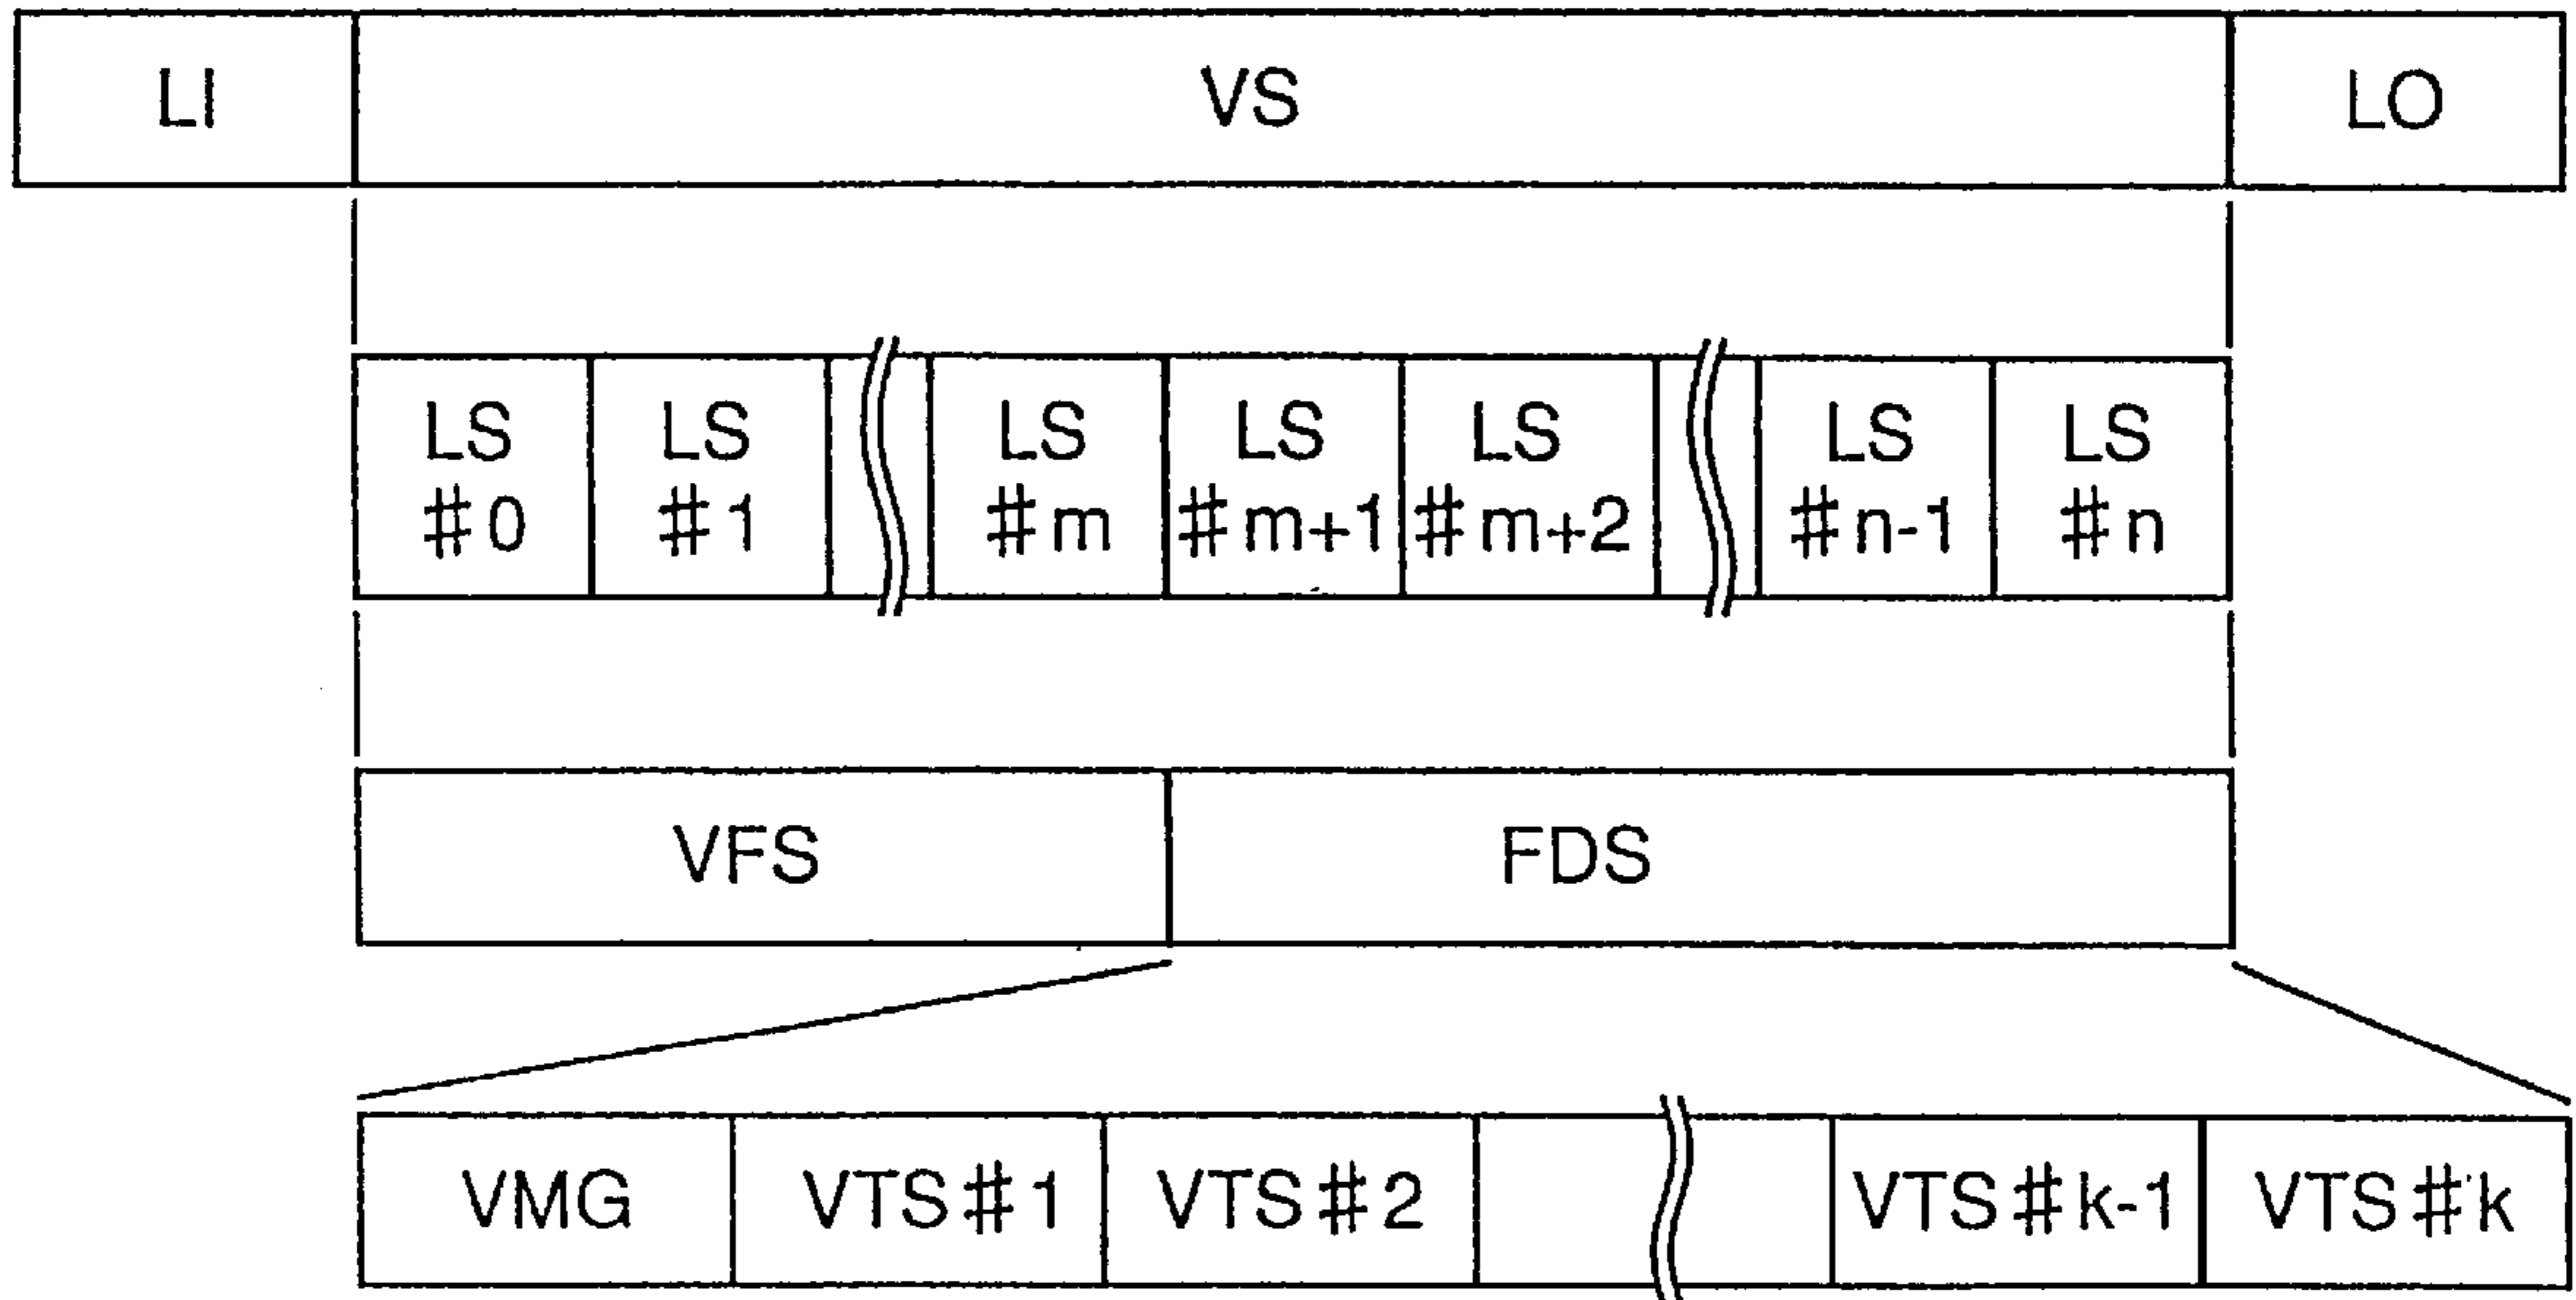 LI VS LO
LS LS LS LS LS LS LS
#0 #1 #m #m+1 #m+2 #n-1 #n
VFS FDS
VMG VTS#1 VTS#2 VTS#k-1 VTS#k